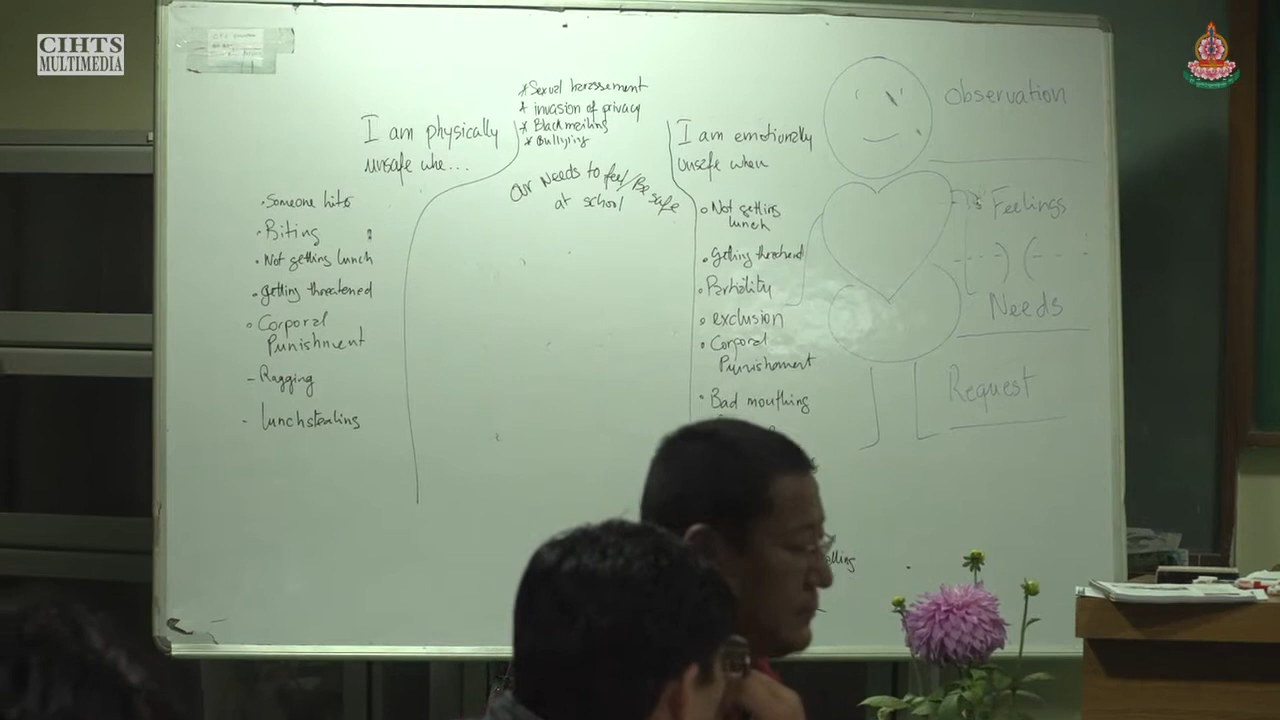 CIHTS
MULTIMEDIA
* Sexual harassement
* invasion of privacy
* Blackmailing
* Bullying
I am physically
unsafe whe...
Our Needs to feel/Be safe
at school
• Someone hits
• Biting
• Not getting lunch
• getting threatened
• Corporal
Punishment
- Ragging
- lunchstealing
I am emotionally
unsafe when
• Not getting
lunch
• Getting
• Partiality
• exclusion
• Corporal
Punishment
• Bad mouthing
Observation
Feelings
Needs
Request